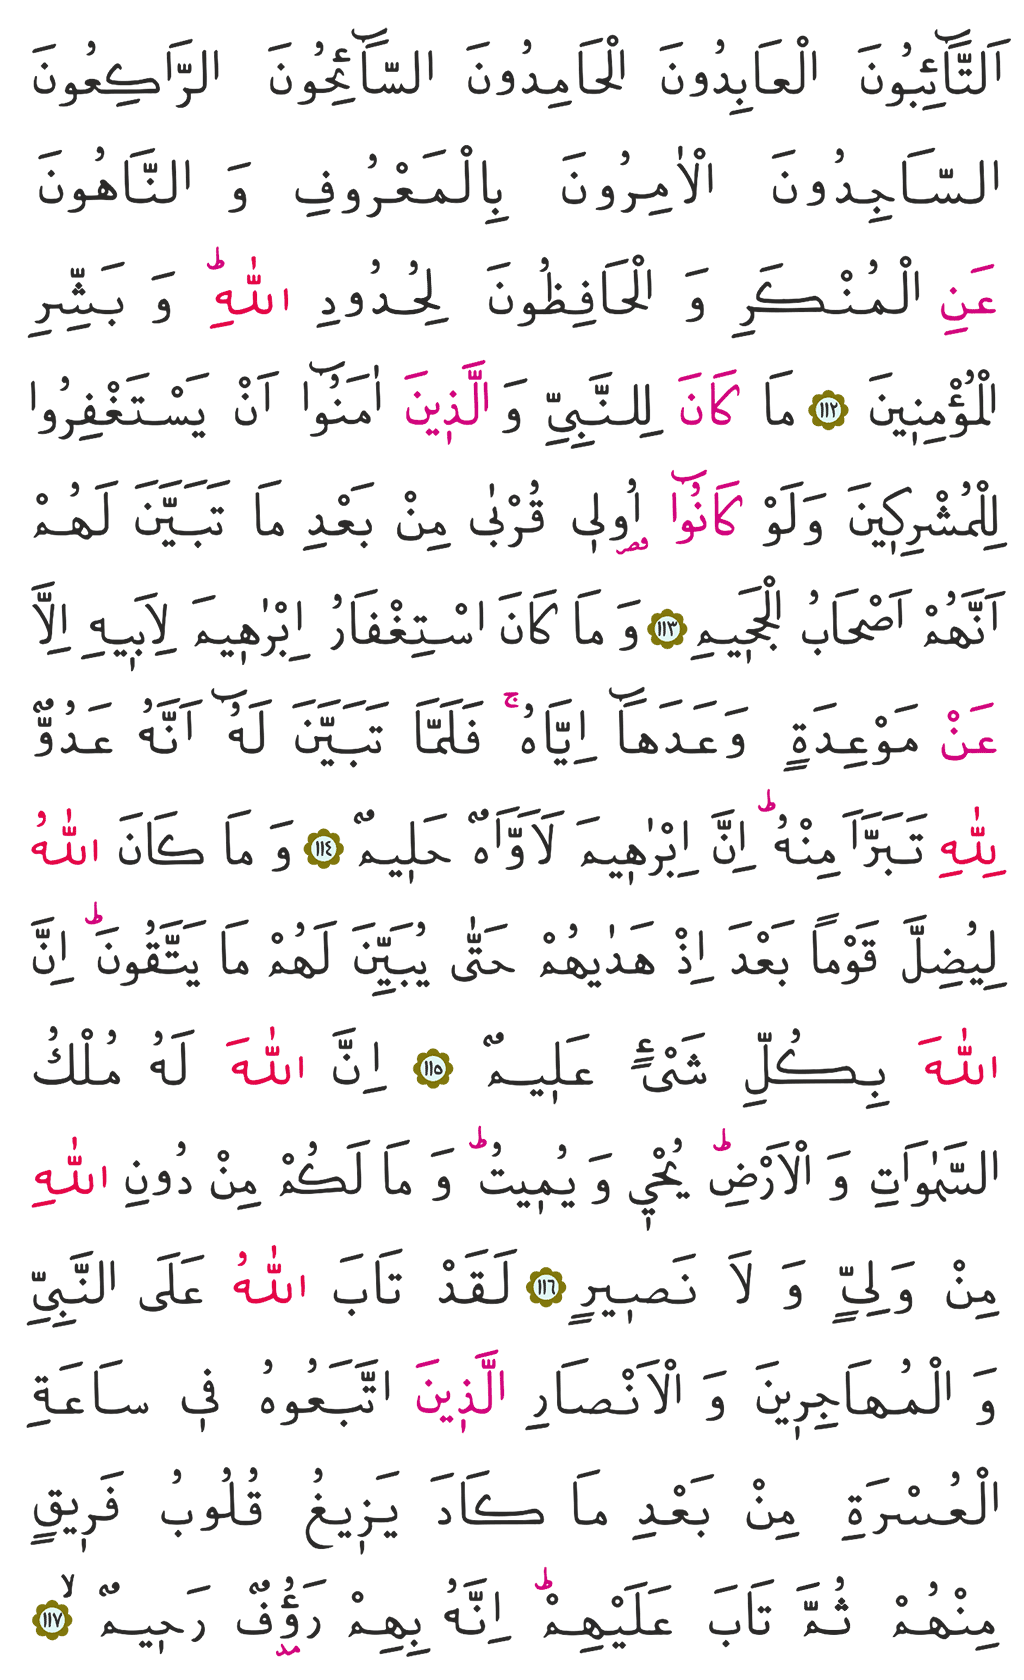 اَلتَّٓائِبُونَ الْعَابِدُونَ الْحَامِدُونَ السَّٓائِحُونَ الرَّاكِعُونَ
السَّاجِدُونَ الْاٰمِرُونَ بِالْمَعْرُوفِ وَ النَّاهُونَ
عَنِ الْمُنْكَرِ وَ الْحَافِظُونَ لِحُدُودِ اللّٰهِۜ وَ بَشِّرِ
الْمُؤْمِن۪ينَ ﴿١١٢﴾ مَا كَانَ لِلنَّبِيِّ وَ الَّذ۪ينَ اٰمَنُٓوا اَنْ يَسْتَغْفِرُوا
لِلْمُشْرِك۪ينَ وَلَوْ كَانُٓوا اُو۬ل۪ي قُرْبٰى مِنْ بَعْدِ مَا تَبَيَّنَ لَهُمْ
اَنَّهُمْ اَصْحَابُ الْجَح۪يمِ ﴿١١٣﴾ وَ مَا كَانَ اسْتِغْفَارُ اِبْرٰه۪يمَ لِاَب۪يهِ اِلَّا
عَنْ مَوْعِدَةٍ وَعَدَهَٓا اِيَّاهُۚ فَلَمَّا تَبَيَّنَ لَهُٓ اَنَّهُ عَدُوٌّ
لِلّٰهِ تَبَرَّاَ مِنْهُۜ اِنَّ اِبْرٰه۪يمَ لَاَوَّاهٌ حَل۪يمٌ ﴿١١٤﴾ وَ مَا كَانَ اللّٰهُ
لِيُضِلَّ قَوْمًا بَعْدَ اِذْ هَدٰيهُمْ حَتّٰى يُبَيِّنَ لَهُمْ مَا يَتَّقُونَۜ اِنَّ
اللّٰهَ بِكُلِّ شَيْءٍ عَل۪يمٌ ﴿١١٥﴾ اِنَّ اللّٰهَ لَهُ مُلْكُ
السَّمٰوَاتِ وَ الْاَرْضِۜ يُحْي۪ي وَ يُم۪يتُۜ وَ مَا لَكُمْ مِنْ دُونِ اللّٰهِ
مِنْ وَلِيٍّ وَ لَا نَص۪يرٍ ﴿١١٦﴾ لَقَدْ تَابَ اللّٰهُ عَلَى النَّبِيِّ
وَ الْمُهَاجِر۪ينَ وَ الْاَنْصَارِ الَّذ۪ينَ اتَّبَعُوهُ ف۪ي سَاعَةِ
الْعُسْرَةِ مِنْ بَعْدِ مَا كَادَ يَز۪يغُ قُلُوبُ فَر۪يقٍ
مِنْهُمْ ثُمَّ تَابَ عَلَيْهِمْۜ اِنَّهُ بِهِمْ رَؤُ۫فٌ رَح۪يمٌۙ ﴿١١٧﴾